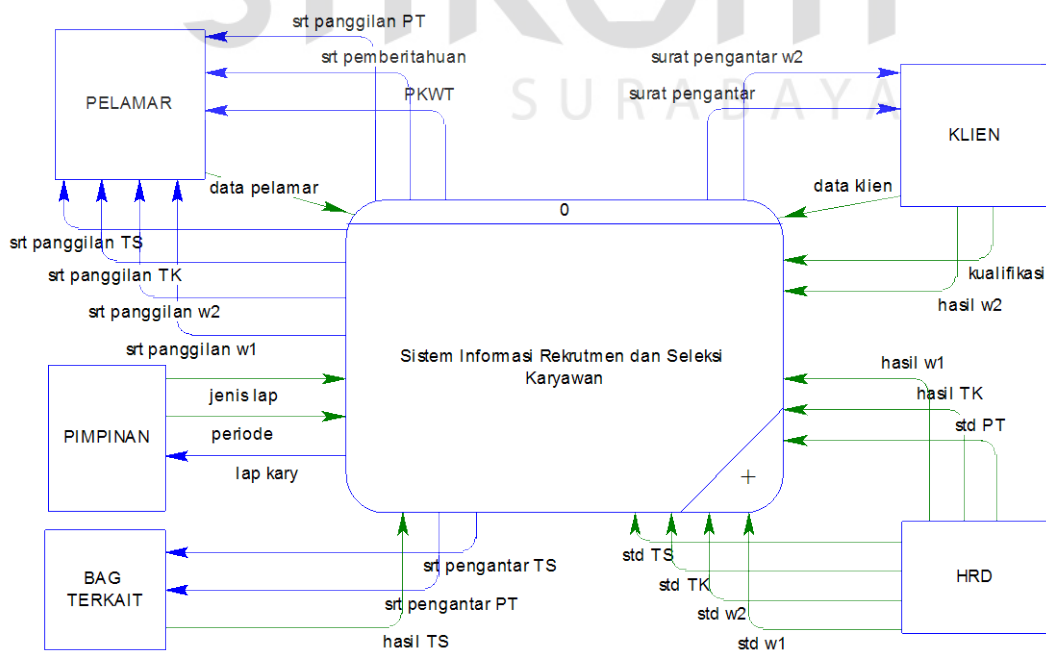 SURABAYA
srt panggilan PT
srt pemberitahuan
PKWT
surat pengantar w2
surat pengantar
PELAMAR
KLIEN
data pelamar
data klien
0
srt panggilan TS
srt panggilan TK
srt panggilan w2
srt panggilan w1
kualifikasi
hasil w2
Sistem Informasi Rekrutmen dan Seleksi
Karyawan
hasil w1
hasil TK
std PT
PIMPINAN
jenis lap
periode
lap kary
+
BAG
TERKAIT
srt pengantar TS
srt pengantar PT
hasil TS
std TS
std TK
std w2
std w1
HRD